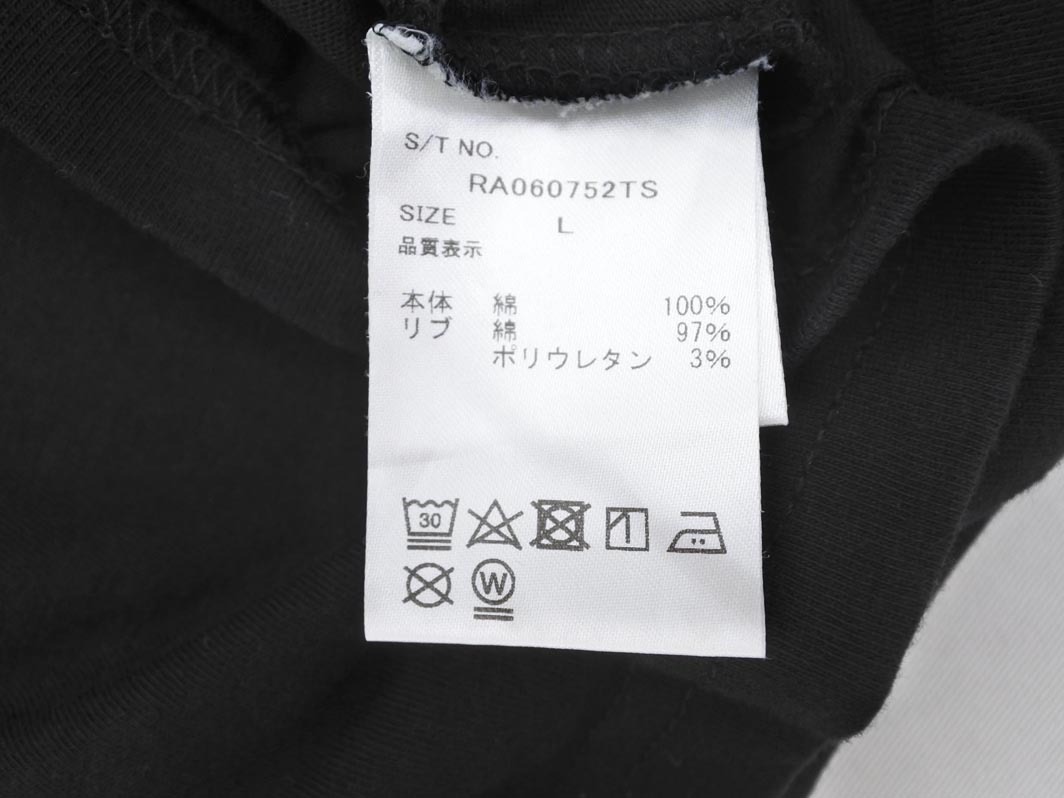 S/T NO.
RA060752TS
SIZE L
品質表示
本体 綿 100%
リブ 綿 97%
ポリウレタン 3%
30
W